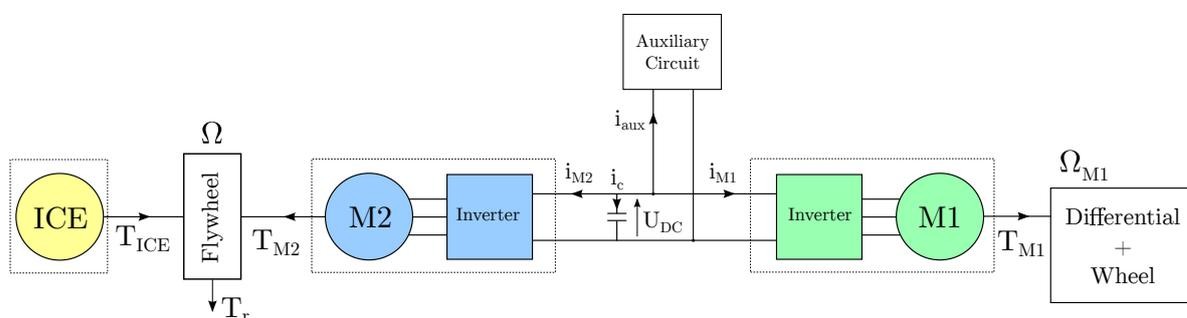 Auxiliary
Circuit
i_aux
Ω
Ω_M1
i_M2
i_c
i_M1
ICE
Flywheel
M2
Inverter
U_DC
Inverter
M1
Differential
+
Wheel
T_ICE
T_M2
T_M1
T_r